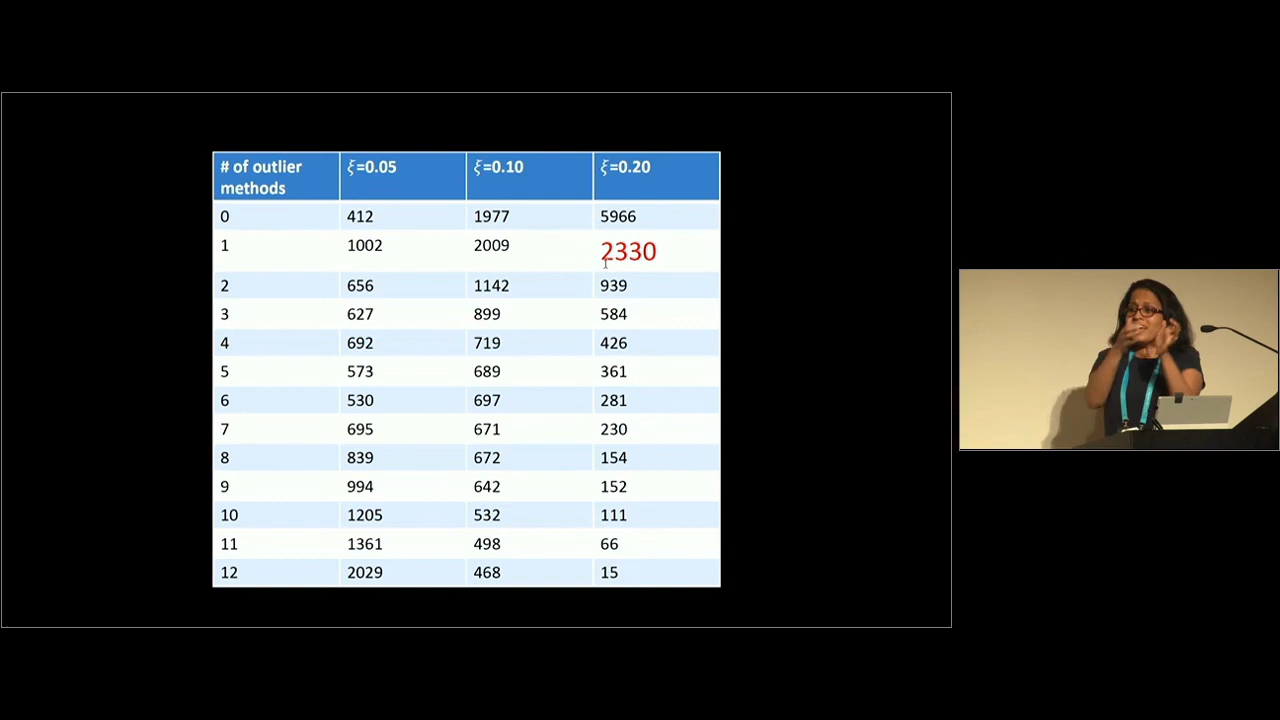 # of outlier methods ξ=0.05 ξ=0.10 ξ=0.20
0 412 1977 5966
1 1002 2009 2330
2 656 1142 939
3 627 899 584
4 692 719 426
5 573 689 361
6 530 697 281
7 695 671 230
8 839 672 154
9 994 642 152
10 1205 532 111
11 1361 498 66
12 2029 468 15